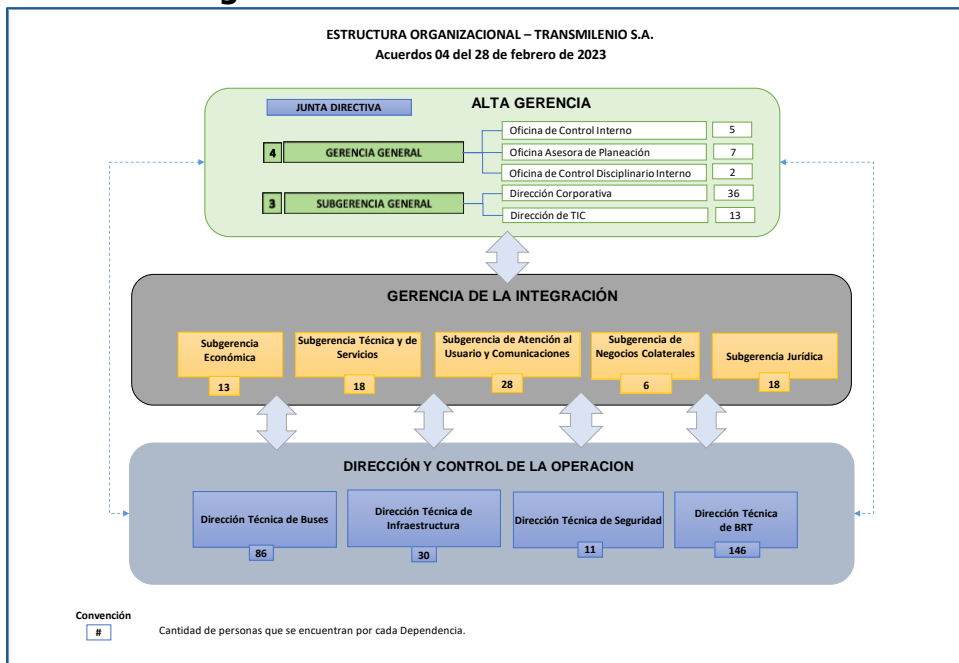 ESTRUCTURA ORGANIZACIONAL – TRANSMILENIO S.A.
Acuerdos 04 del 28 de febrero de 2023
ALTA GERENCIA
JUNTA DIRECTIVA
4 GERENCIA GENERAL
Oficina de Control Interno 5
Oficina Asesora de Planeación 7
Oficina de Control Disciplinario Interno 2
3 SUBGERENCIA GENERAL
Dirección Corporativa 36
Dirección de TIC 13
GERENCIA DE LA INTEGRACIÓN
Subgerencia
Económica
13
Subgerencia Técnica y de
Servicios
18
Subgerencia de Atención al
Usuario y Comunicaciones
28
Subgerencia de
Negocios Colaterales
6
Subgerencia Jurídica
18
DIRECCIÓN Y CONTROL DE LA OPERACION
Dirección Técnica de Buses
86
Dirección Técnica de
Infraestructura
30
Dirección Técnica de Seguridad
11
Dirección Técnica
de BRT
146
Convención
#
Cantidad de personas que se encuentran por cada Dependencia.